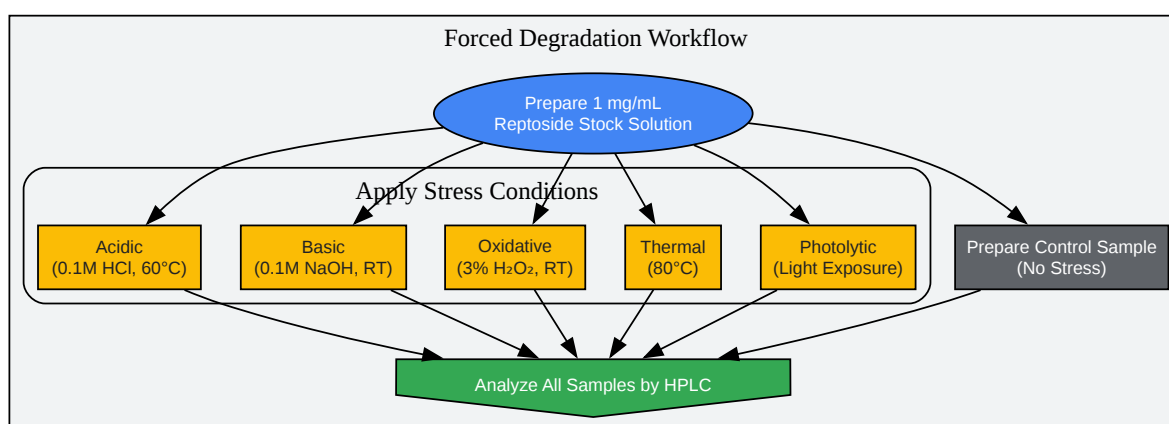 Forced Degradation Workflow
Prepare 1 mg/mL
Reptoside Stock Solution
Apply Stress Conditions
Acidic
(0.1M HCl, 60°C)
Basic
(0.1M NaOH, RT)
Oxidative
(3% H₂O₂, RT)
Thermal
(80°C)
Photolytic
(Light Exposure)
Prepare Control Sample
(No Stress)
Analyze All Samples by HPLC